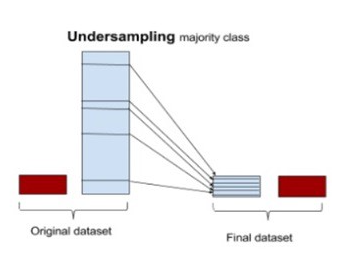 Undersampling majority class
Original dataset
Final dataset